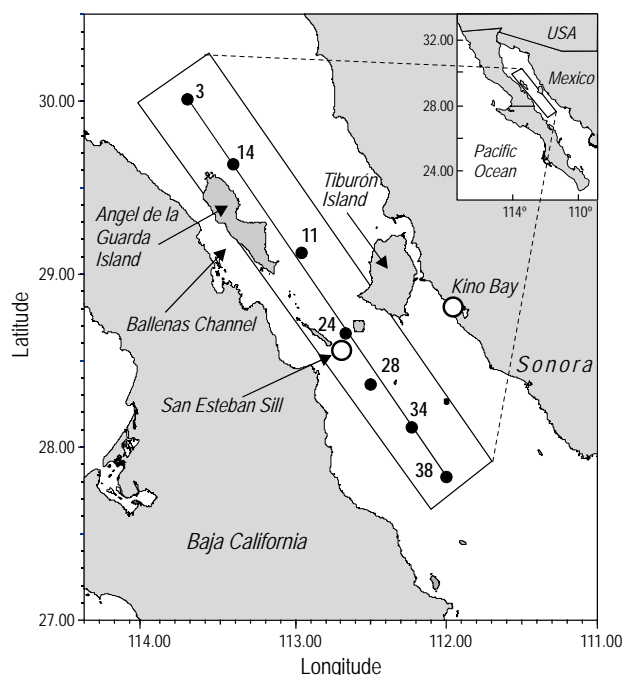 32.00
USA
Mexico
28.00
Pacific
Ocean
24.00
114º
110º
30.00
3
14
Tiburón
Island
Angel de la
Guarda
Island
11
29.00
Kino Bay
Ballenas Channel
24
28
Sonora
San Esteban Sill
34
28.00
38
Baja California
27.00
114.00
113.00
112.00
111.00
Latitude
Longitude